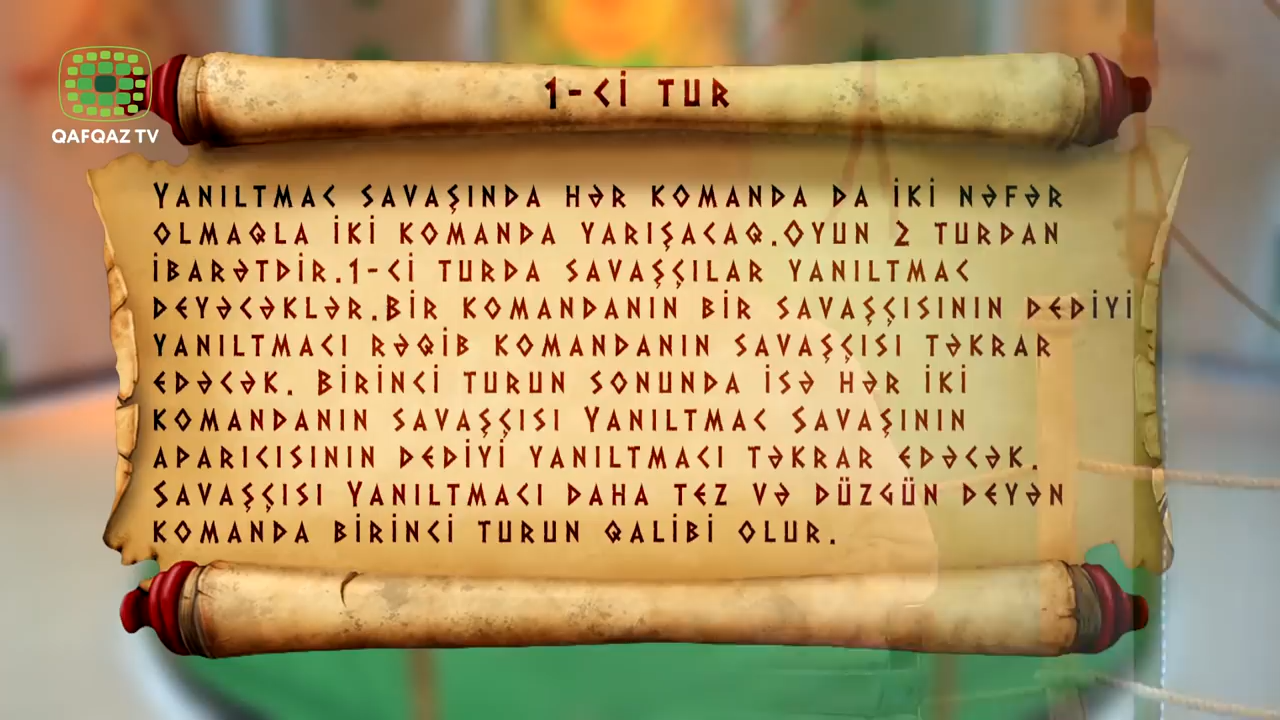 1-Cİ TUR
QAFQAZ TV
YANILTMAC SAVAŞINDA HƏR KOMANDA DA İKİ NƏFƏR
OLMAQLA İKİ KOMANDA YARIŞACAQ.OYUN 2 TURDAN
İBARƏTDİR.1-Cİ TURDA SAVAŞÇILAR YANILTMAC
DEYƏCƏKLƏR.BİR KOMANDANIN BİR SAVAŞÇISININ DEDİYİ
YANILTMACI RƏQİB KOMANDANIN SAVAŞÇISI TƏKRAR
EDƏCƏK. BİRİNCİ TURUN SONUNDA İSƏ HƏR İKİ
KOMANDANIN SAVAŞÇISI YANILTMAC SAVAŞININ
APARICISININ DEDİYİ YANILTMACI TƏKRAR EDƏCƏK.
SAVAŞÇISI YANILTMACI DAHA TEZ VƏ DÜZGÜN DEYƏN
KOMANDA BİRİNCİ TURUN QALİBİ OLUR.